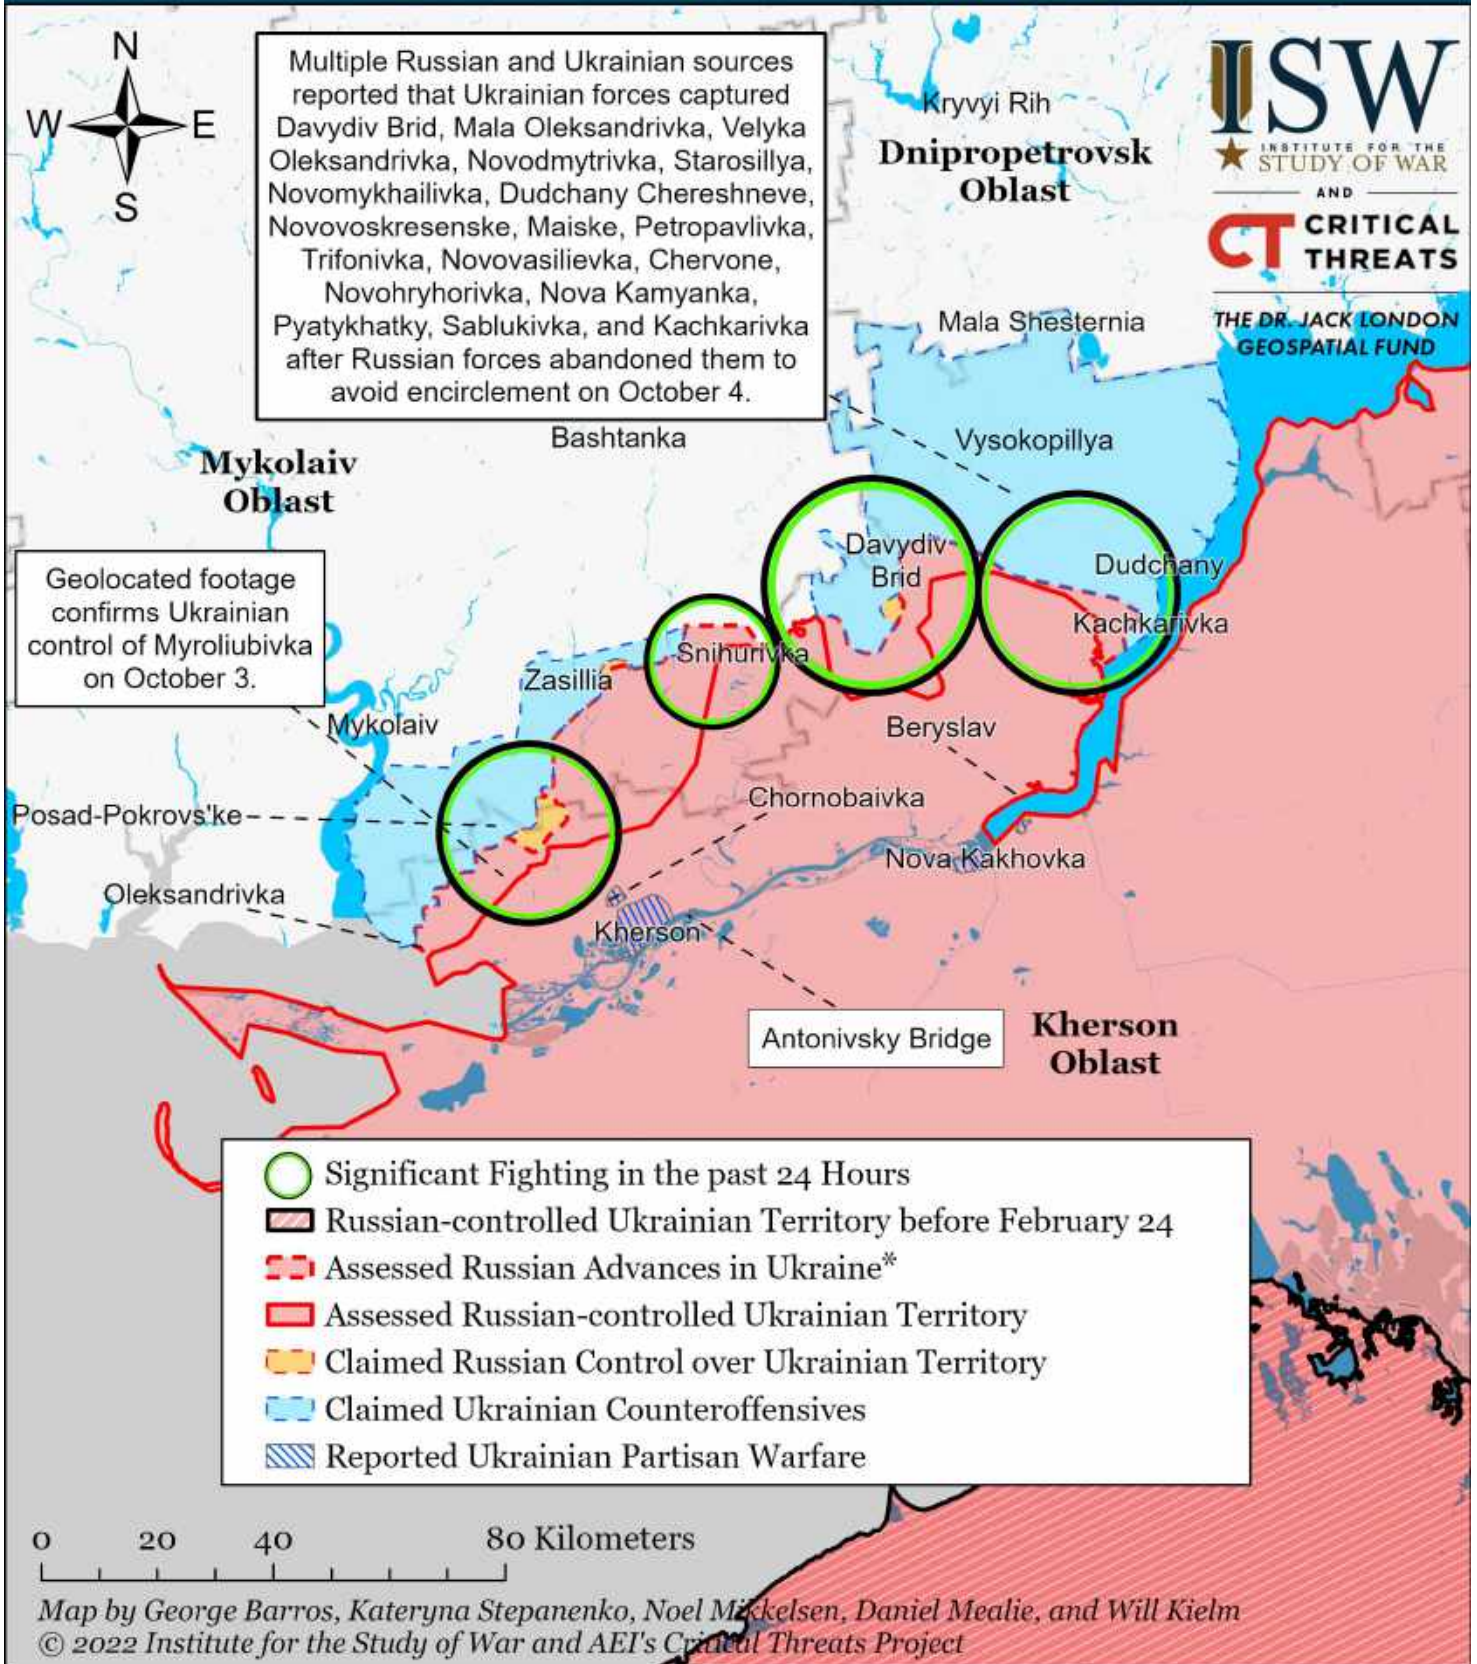 N
W E
S
Multiple Russian and Ukrainian sources
reported that Ukrainian forces captured
Davydiv Brid, Mala Oleksandrivka, Velyka
Oleksandrivka, Novodmytrivka, Starosillya,
Novomykhailivka, Dudchany Chereshneve,
Novovoskresenske, Maiske, Petropavlivka,
Trifonivka, Novovasilievka, Chervone,
Novohryhorivka, Nova Kamyanka,
Pyatykhatky, Sablukivka, and Kachkarivka
after Russian forces abandoned them to
avoid encirclement on October 4.
Kryvyi Rih
Dnipropetrovsk
Oblast
ISW
INSTITUTE FOR THE
STUDY OF WAR
AND
CT CRITICAL
THREATS
THE DR. JACK LONDON
GEOSPATIAL FUND
Mala Shesternia
Bashtanka
Vysokopillya
Mykolaiv
Oblast
Davydiv
Brid
Dudchany
Geolocated footage
confirms Ukrainian
control of Myroliubivka
on October 3.
Kachkarivka
Snihurivka
Zasillia
Mykolaiv
Beryslav
Chornobaivka
Posad-Pokrovs'ke
Nova Kakhovka
Oleksandrivka
Kherson
Antonivsky Bridge
Kherson
Oblast
Significant Fighting in the past 24 Hours
Russian-controlled Ukrainian Territory before February 24
Assessed Russian Advances in Ukraine*
Assessed Russian-controlled Ukrainian Territory
Claimed Russian Control over Ukrainian Territory
Claimed Ukrainian Counteroffensives
Reported Ukrainian Partisan Warfare
0 20 40 80 Kilometers
Map by George Barros, Kateryna Stepanenko, Noel Mikkelsen, Daniel Mealie, and Will Kielm
© 2022 Institute for the Study of War and AEI's Critical Threats Project